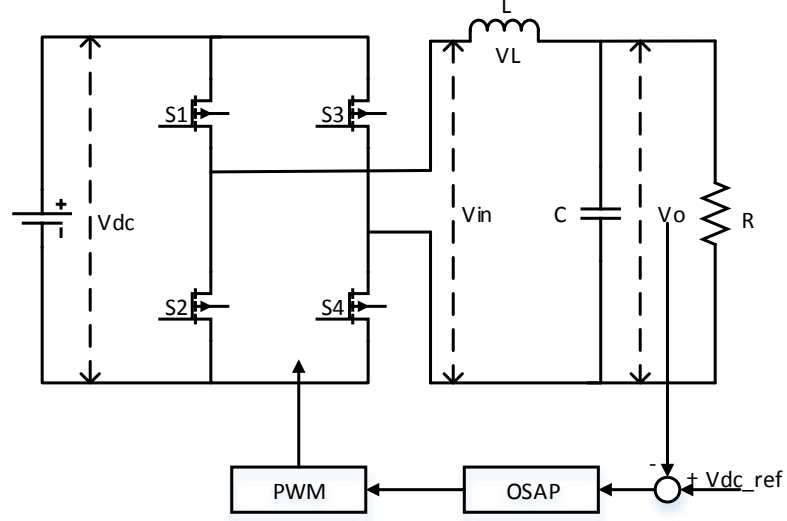 L
VL
S1
S3
+
-
Vdc
Vin
C
Vo
R
S2
S4
-
+ Vdc_ref
PWM
OSAP